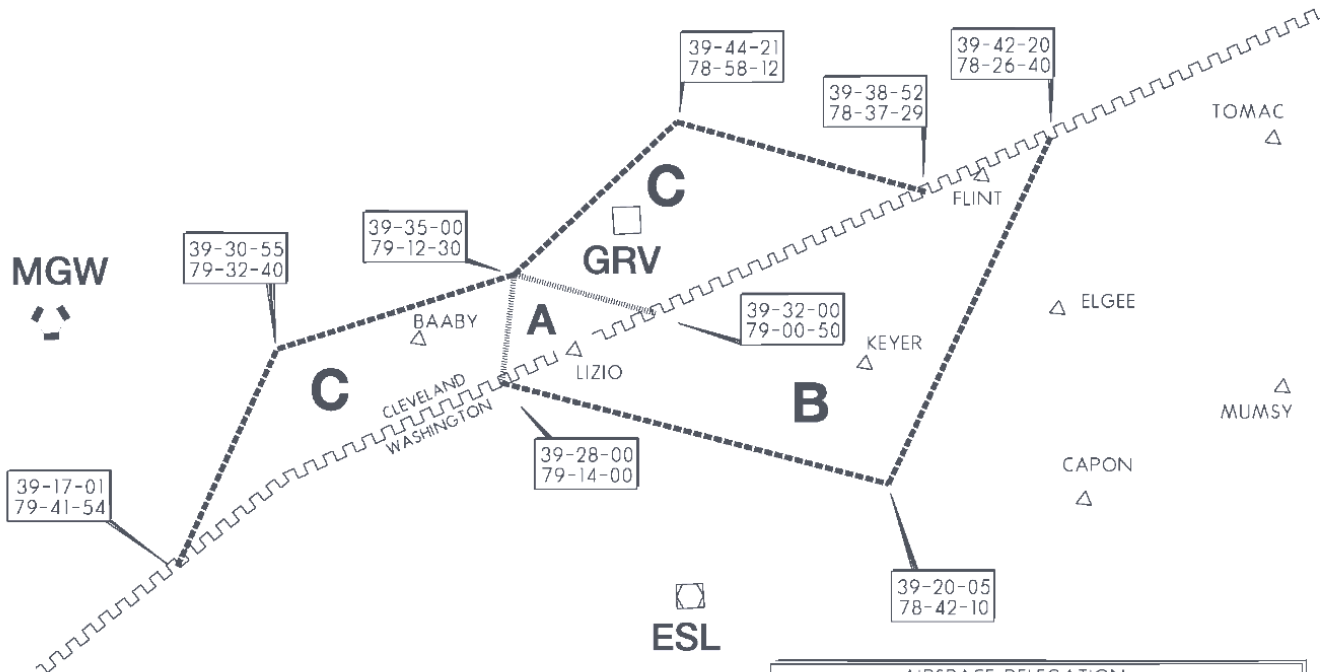 39-44-21
78-58-12
39-42-20
78-26-40
39-38-52
78-37-29
TOMAC
C
FLINT
39-35-00
79-12-30
39-30-55
79-32-40
GRV
MGW
39-32-00
79-00-50
ELGEE
BAABY
A
KEYER
LIZIO
C
CLEVELAND
WASHINGTON
B
MUMSY
39-28-00
79-14-00
CAPON
39-17-01
79-41-54
39-20-05
78-42-10
ESL
AIRSPACE DELEGATION